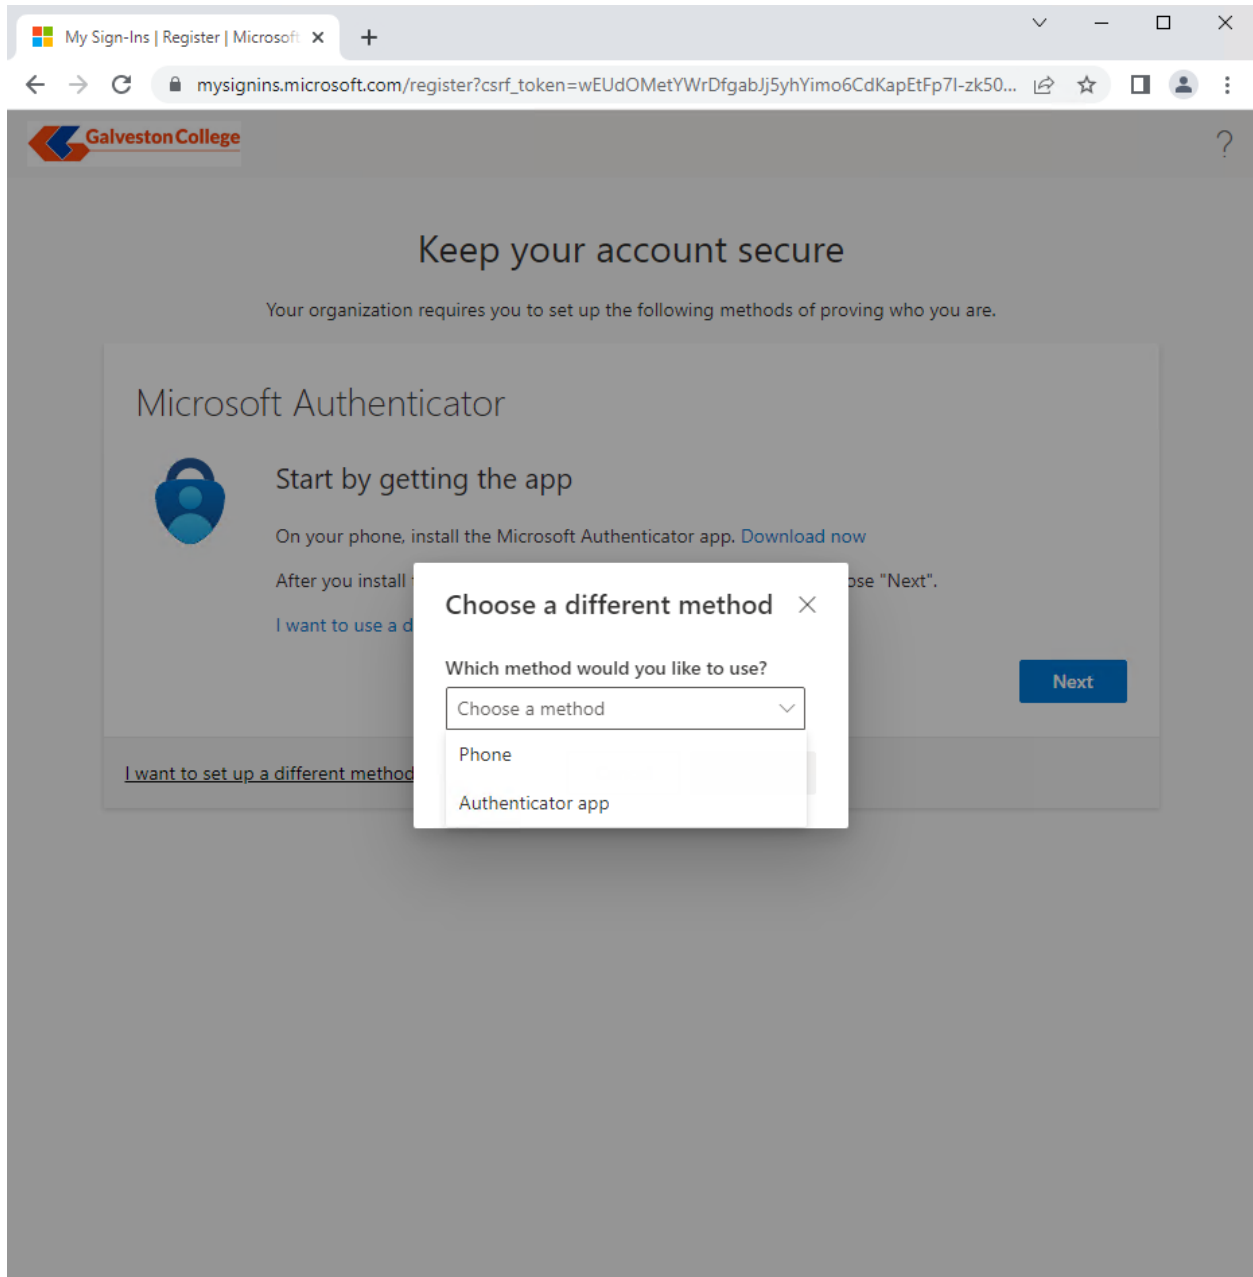 My Sign-Ins | Register | Microsoft
mysignins.microsoft.com/register?csrf_token=wEUdOMetYWrDfgabJj5yhYimo6CdKapEtFp7I-zk50...
Galveston College
?
Keep your account secure
Your organization requires you to set up the following methods of proving who you are.
Microsoft Authenticator
Start by getting the app
On your phone, install the Microsoft Authenticator app. Download now
After you install "Next".
I want to use a
Choose a different method
Which method would you like to use?
Choose a method
Phone
Authenticator app
Next
I want to set up a different method